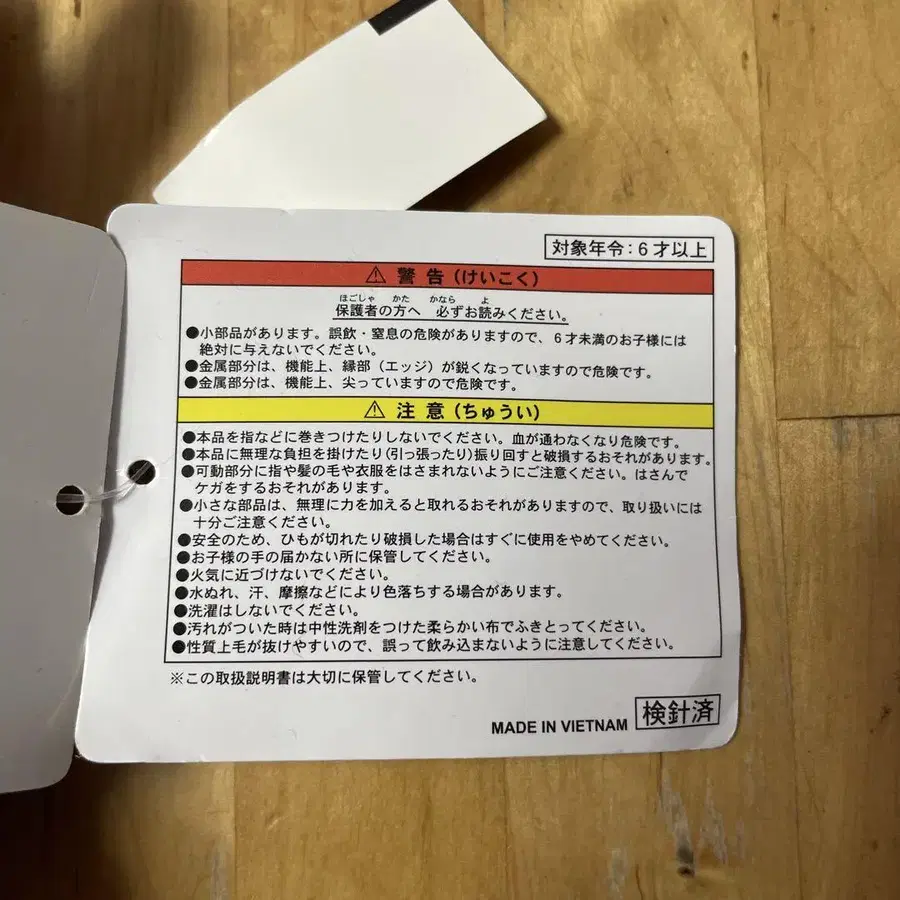 対象年令：6才以上
⚠ 警告（けいこく）
ほごしゃ かた かなら よ
保護者の方へ 必ずお読みください。
●小部品があります。誤飲・窒息の危険がありますので、6才未満のお子様には
絶対に与えないでください。
●金属部分は、機能上、縁部（エッジ）が鋭くなっていますので危険です。
●金属部分は、機能上、尖っていますので危険です。
⚠ 注意（ちゅうい）
●本品を指などに巻きつけたりしないでください。血が通わなくなり危険です。
●本品に無理な負担を掛けたり(引っ張ったり)振り回すと破損するおそれがあります。
●可動部分に指や髪の毛や衣服をはさまれないようにご注意ください。はさんで
ケガをするおそれがあります。
●小さな部品は、無理に力を加えると取れるおそれがありますので、取り扱いには
十分ご注意ください。
●安全のため、ひもが切れたり破損した場合はすぐに使用をやめてください。
●お子様の手の届かない所に保管してください。
●火気に近づけないでください。
●水ぬれ、汗、摩擦などにより色落ちする場合があります。
●洗濯はしないでください。
●汚れがついた時は中性洗剤をつけた柔らかい布でふきとってください。
●性質上毛が抜けやすいので、誤って飲み込まないように注意してください。
※この取扱説明書は大切に保管してください。
MADE IN VIETNAM 検針済